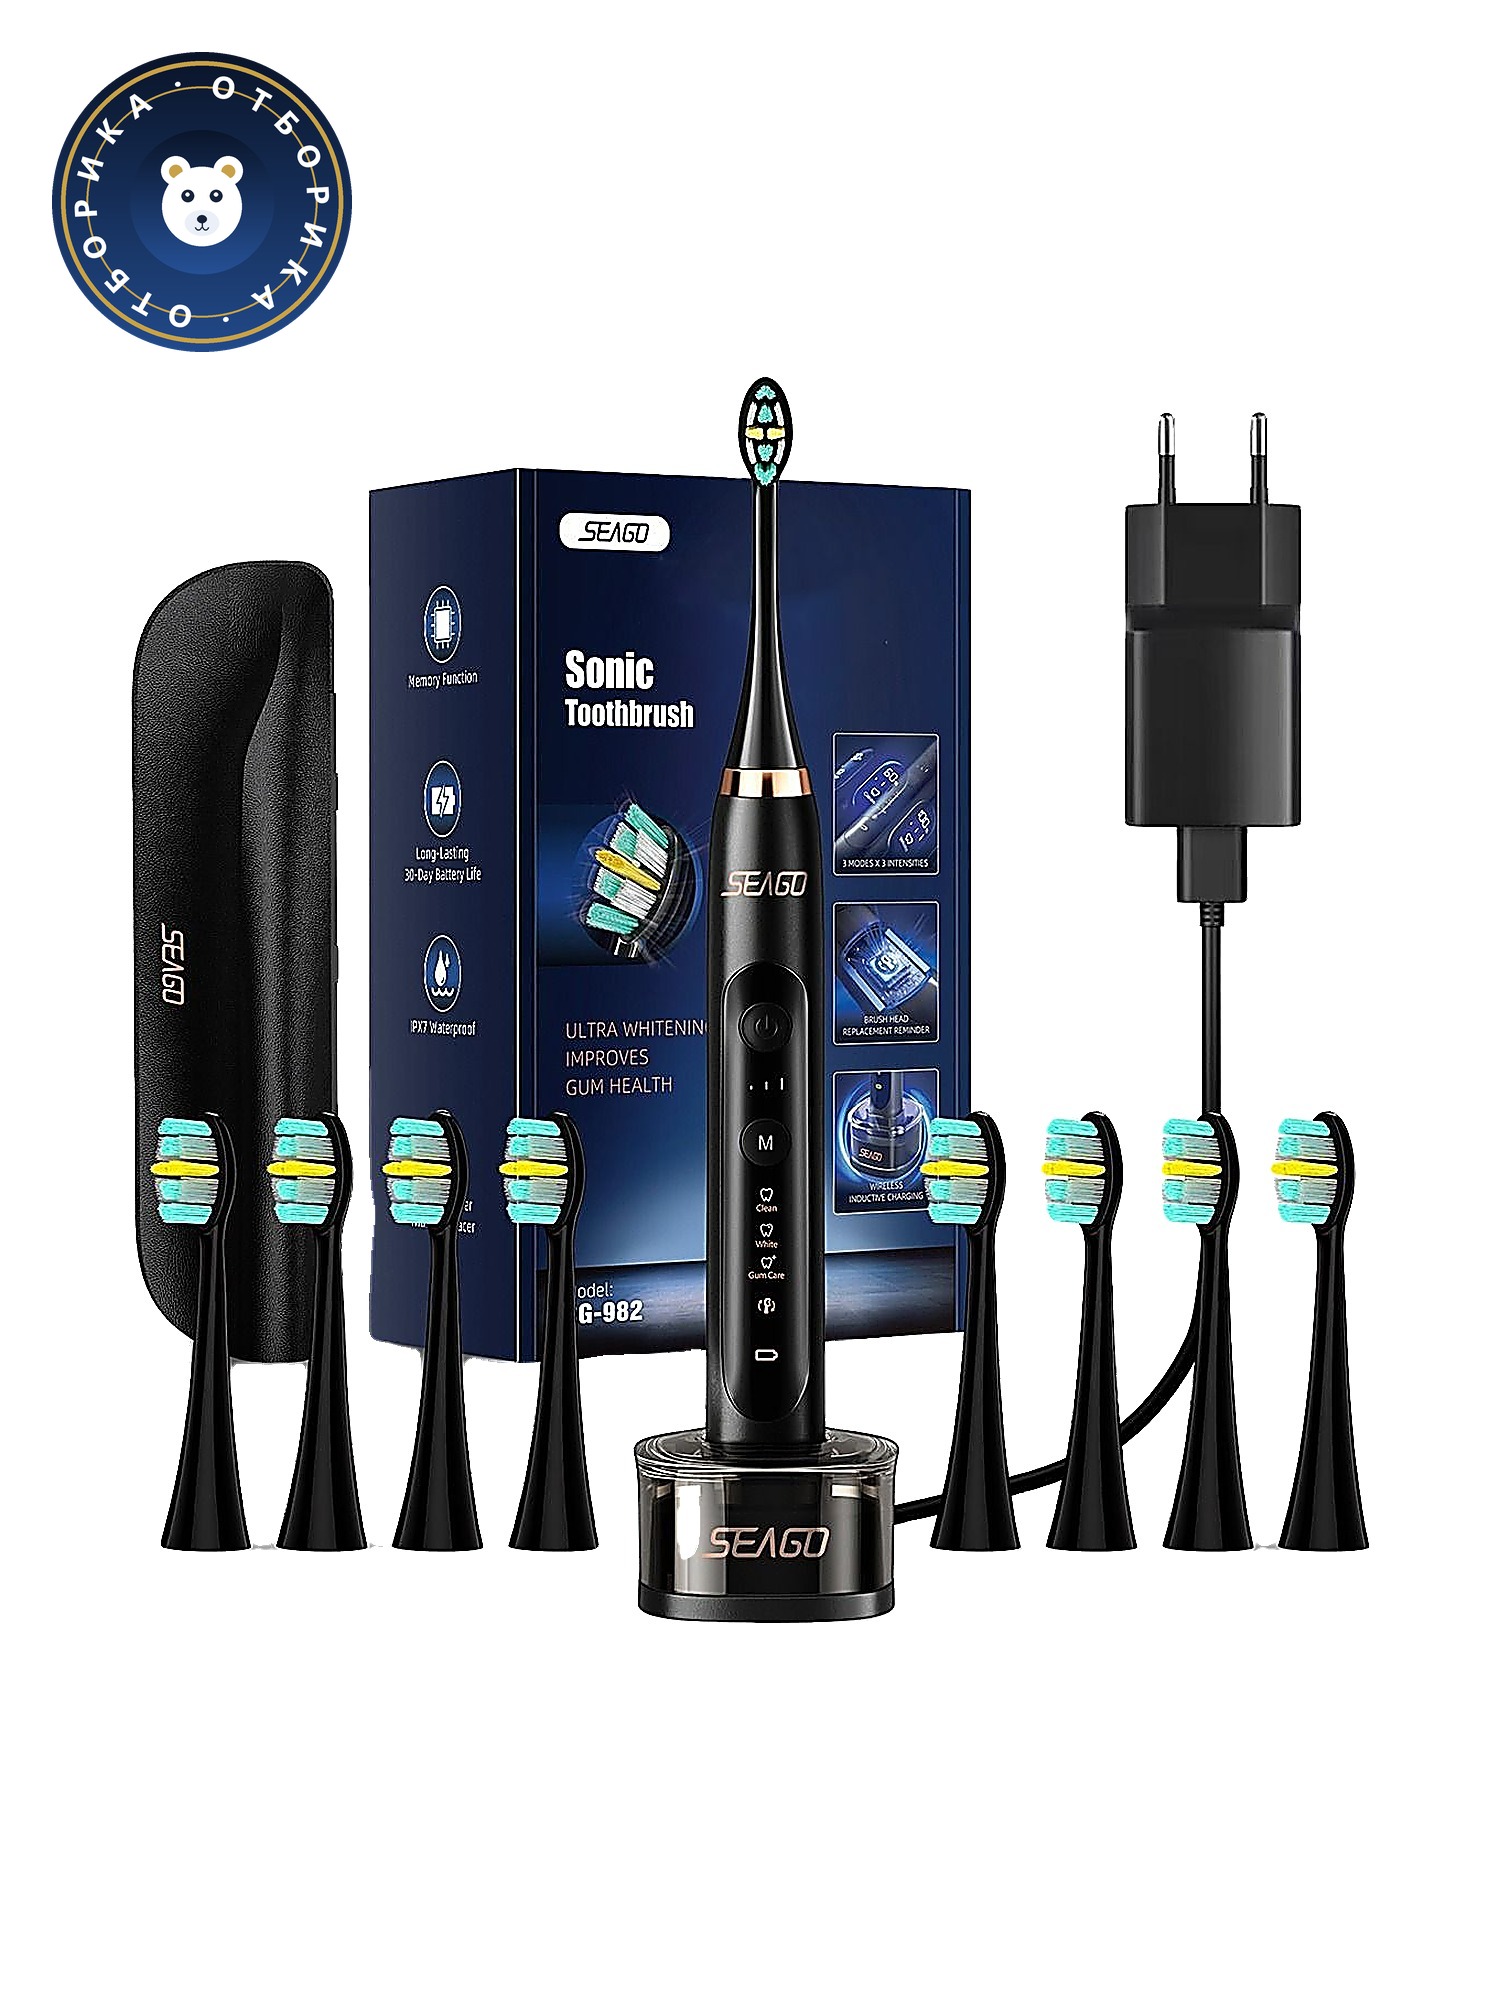 ОТБОРИКА · ОТБОРИКА ·
SEAGO
Sonic
Toothbrush
Memory Function
Long-Lasting
30-Day Battery Life
IPX7 Waterproof
ULTRA WHITENING
IMPROVES
GUM HEALTH
3 MODES X 3 INTENSITIES
BRUSH HEAD
REPLACEMENT REMINDER
SEAGO
WIRELESS
INDUCTIVE CHARGING
odel:
G-982
SEAGO
SEAGO
M
Clean
White
Gum Care
SEAGO